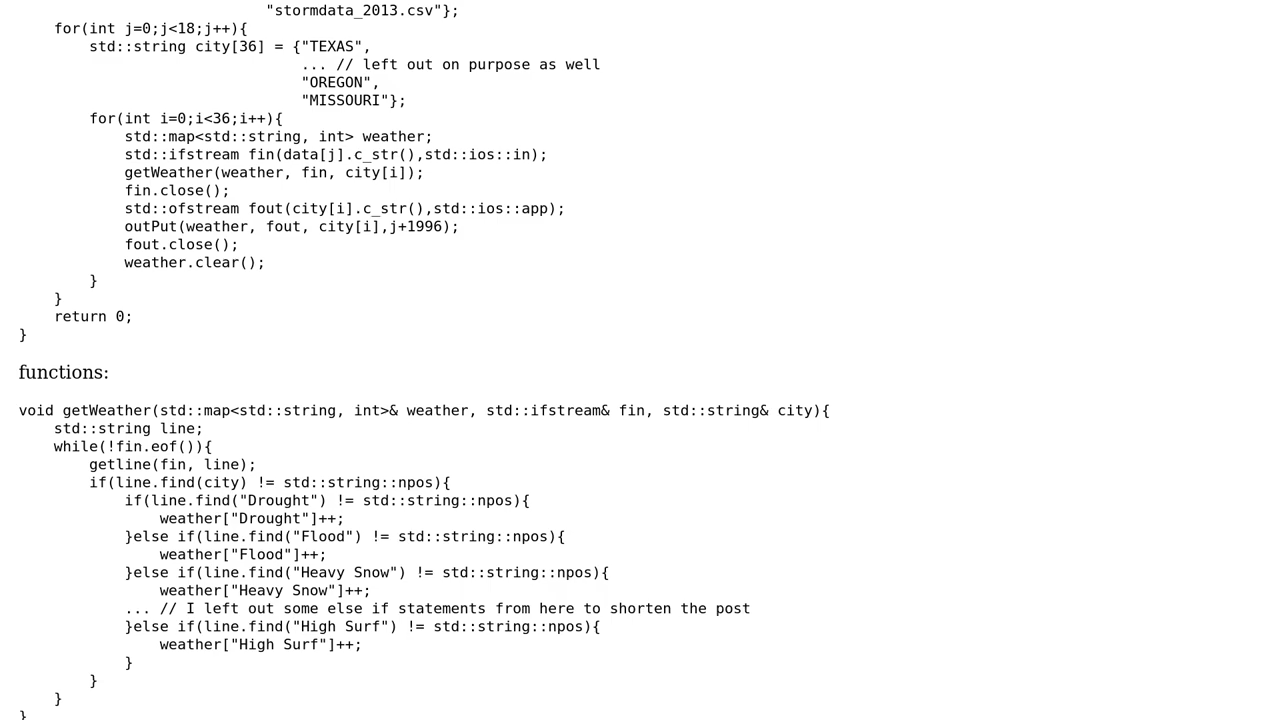 "stormdata_2013.csv"};
for(int j=0;j<18;j++){
std::string city[36] = {"TEXAS",
... // left out on purpose as well
"OREGON",
"MISSOURI"};
for(int i=0;i<36;i++){
std::map<std::string, int> weather;
std::ifstream fin(data[j].c_str(),std::ios::in);
getWeather(weather, fin, city[i]);
fin.close();
std::ofstream fout(city[i].c_str(),std::ios::app);
outPut(weather, fout, city[i],j+1996);
fout.close();
weather.clear();
}
}
return 0;
}
functions:
void getWeather(std::map<std::string, int>& weather, std::ifstream& fin, std::string& city){
std::string line;
while(!fin.eof()){
getline(fin, line);
if(line.find(city) != std::string::npos){
if(line.find("Drought") != std::string::npos){
weather["Drought"]++;
}else if(line.find("Flood") != std::string::npos){
weather["Flood"]++;
}else if(line.find("Heavy Snow") != std::string::npos){
weather["Heavy Snow"]++;
... // I left out some else if statements from here to shorten the post
}else if(line.find("High Surf") != std::string::npos){
weather["High Surf"]++;
}
}
}
}